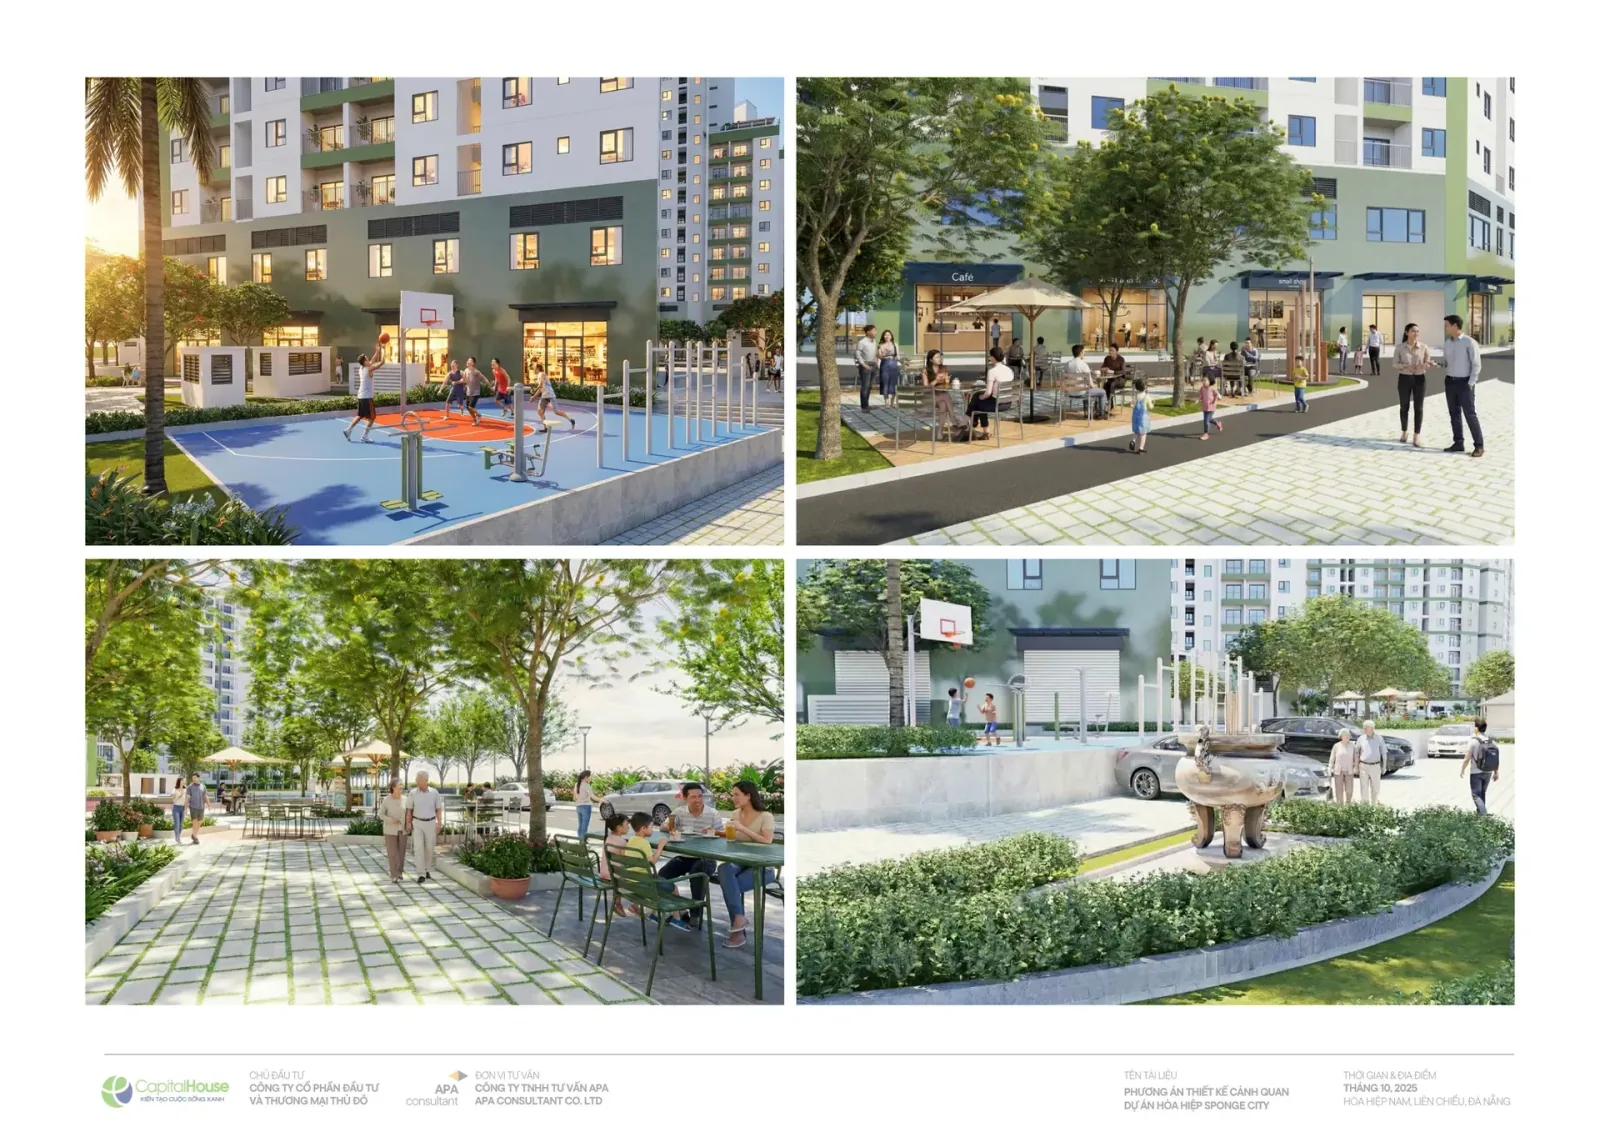 Café
small shop
CapitalHouse
KIẾN TẠO CUỘC SỐNG XANH
CHỦ ĐẦU TƯ
CÔNG TY CỔ PHẦN ĐẦU TƯ
VÀ THƯƠNG MẠI THỦ ĐÔ
APA
consultant
ĐƠN VỊ TƯ VẤN
CÔNG TY TNHH TƯ VẤN APA
APA CONSULTANT CO. LTD
TÊN TÀI LIỆU
PHƯƠNG ÁN THIẾT KẾ CẢNH QUAN
DỰ ÁN HÒA HIỆP SPONGE CITY
THỜI GIAN & ĐỊA ĐIỂM
THÁNG 10, 2025
HÒA HIỆP NAM, LIÊN CHIỂU, ĐÀ NẴNG